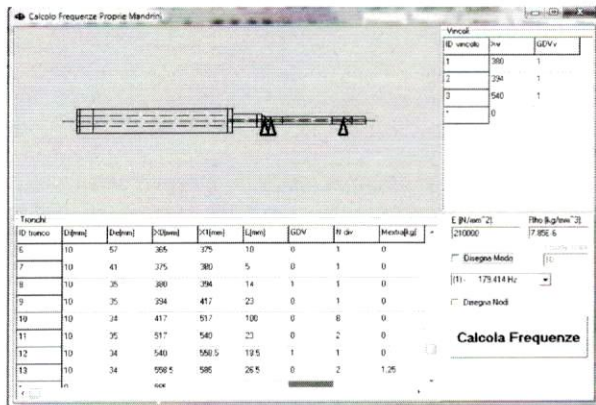 Calcolo Frequenze Proprie Mandrini
Vincoli
ID vincolo Xv GDVv
1 380 1
2 394 1
3 540 1
* 0
Tronchi
ID tronco Di[mm] De[mm] X0[mm] X1[mm] L[mm] GDV N div Mextra[kg]
6 10 57 365 375 10 0 1 0
7 10 41 375 380 5 0 1 0
8 10 35 380 394 14 1 1 0
9 10 35 394 417 23 0 1 0
10 10 34 417 517 100 0 8 0
11 10 35 517 540 23 0 2 0
12 10 34 540 558.5 18.5 1 1 0
13 10 34 558.5 585 26.5 0 2 1.25
E [N/mm^2] Rho [kg/mm^3]
210000 7.85E-6
Disegna Modo 10
(1) - 179.414 Hz
Disegna Nodi
Calcola Frequenze